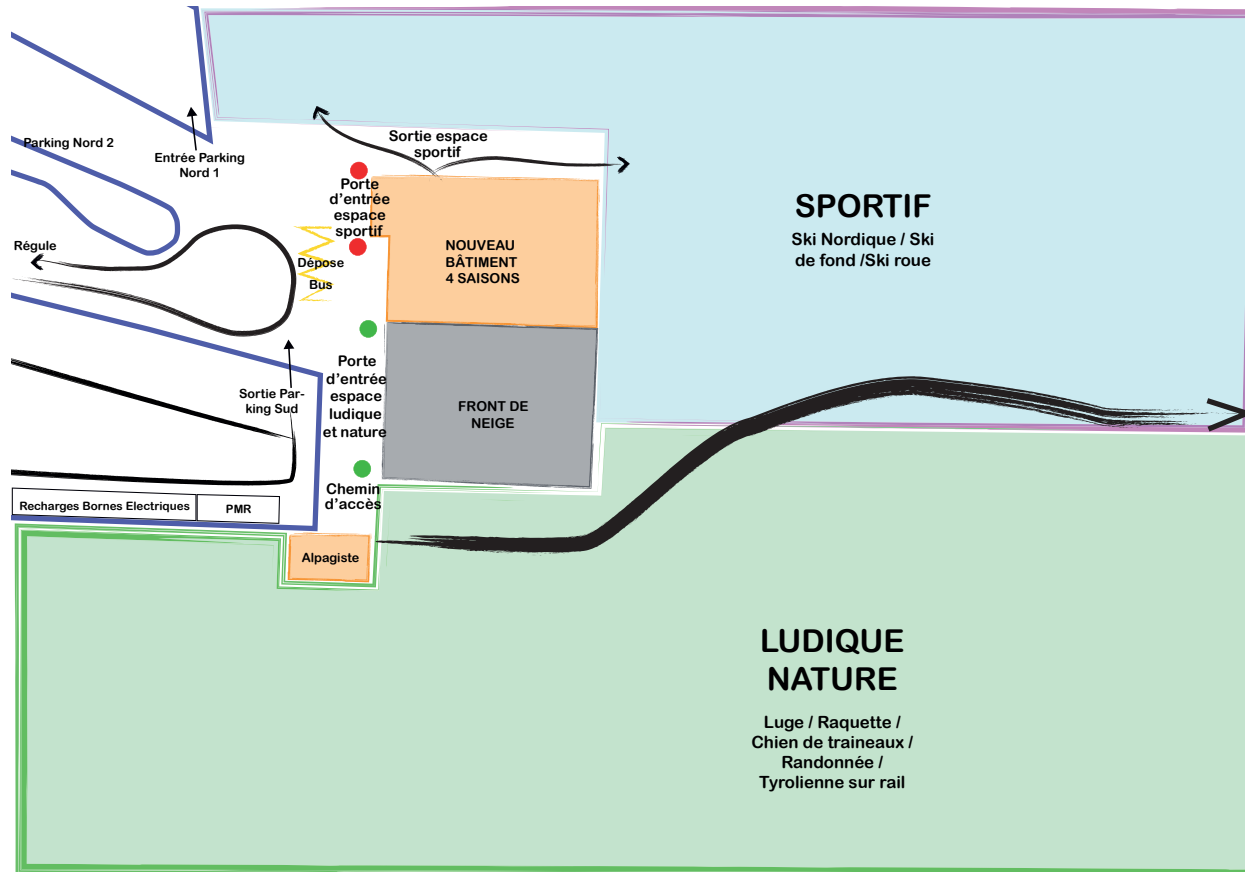 Parking Nord 2
Entrée Parking
Nord 1
Sortie espace
sportif
Porte
d'entrée
espace
sportif
Régule
Dépose
Bus
NOUVEAU
BÂTIMENT
4 SAISONS
SPORTIF
Ski Nordique / Ski
de fond /Ski roue
Porte
d'entrée
espace
ludique
et nature
Sortie Par-
king Sud
FRONT DE
NEIGE
Chemin
d'accès
Recharges Bornes Electriques
PMR
Alpagiste
LUDIQUE
NATURE
Luge / Raquette /
Chien de traineaux /
Randonnée /
Tyrolienne sur rail